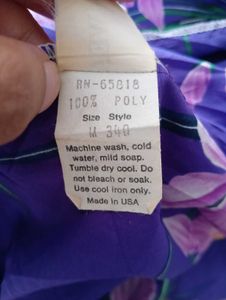 RN-65818
100% POLY
Size Style
M 340
Machine wash, cold
water, mild soap.
Tumble dry cool. Do
not bleach or soak.
Use cool iron only.
Made in USA